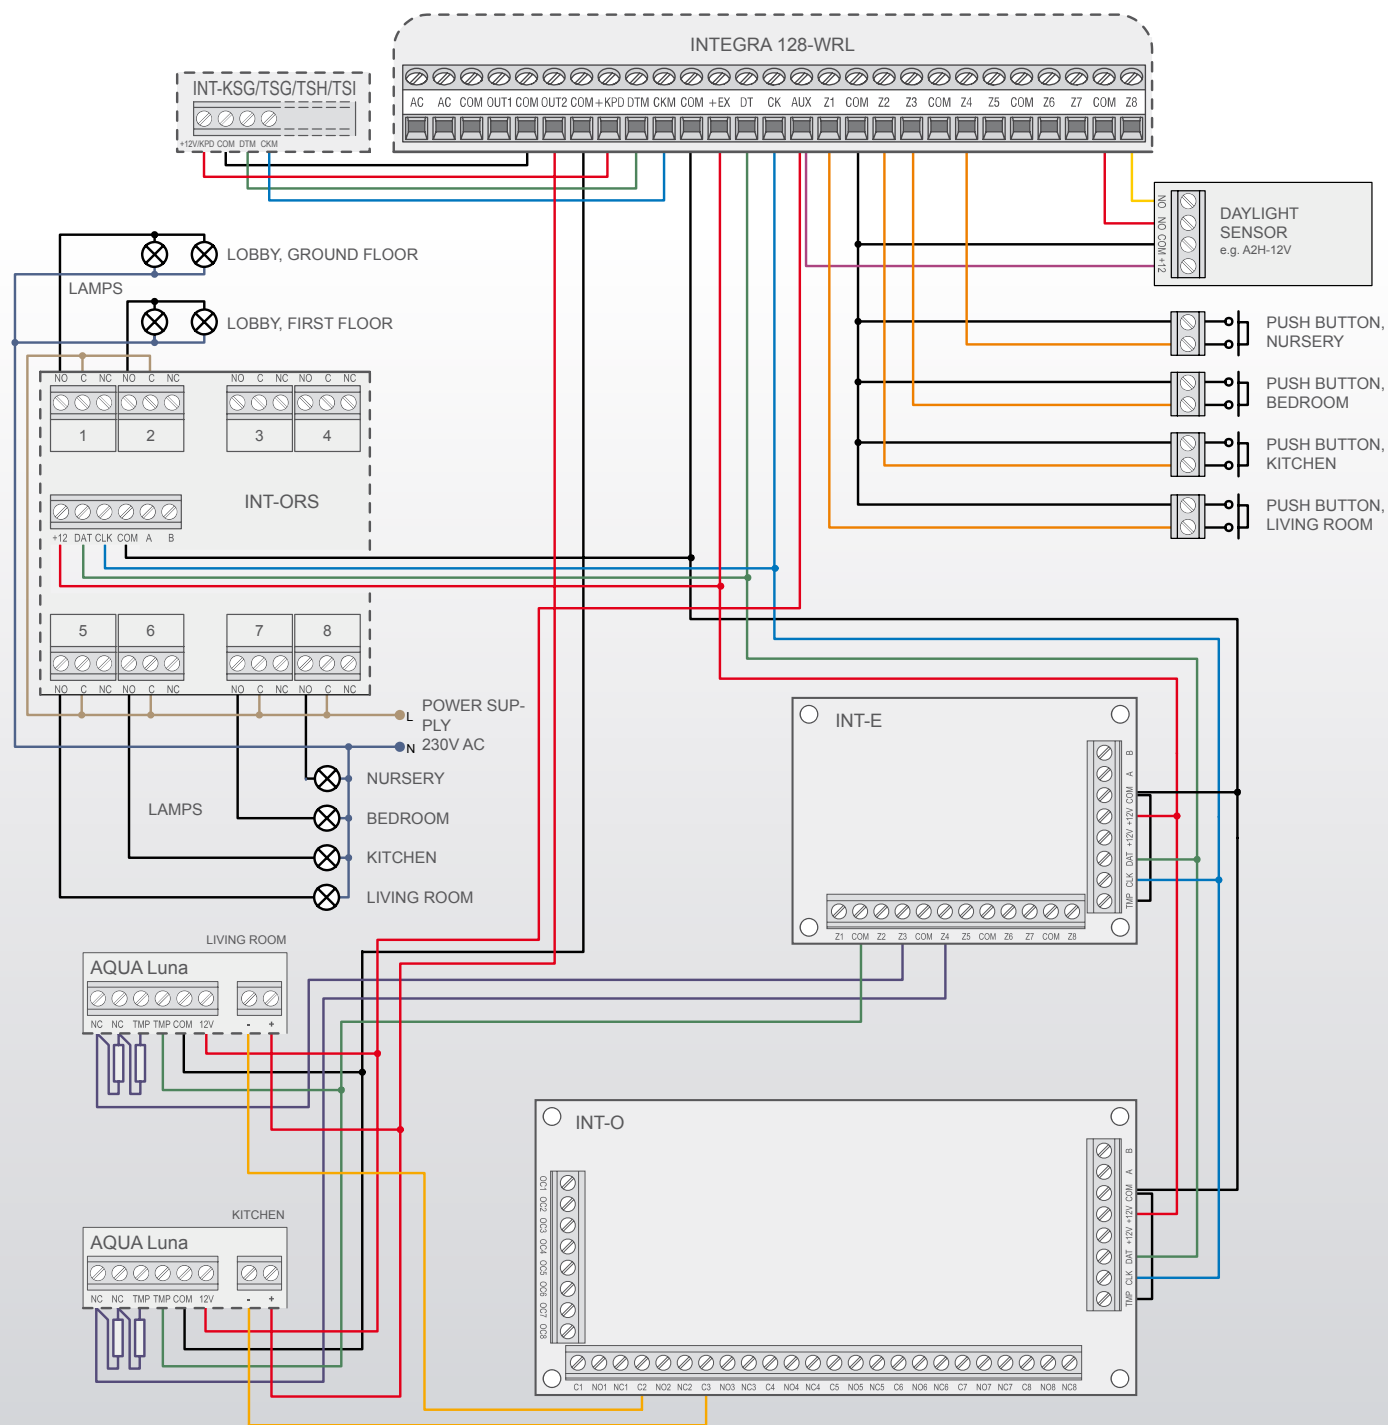 INTEGRA 128-WRL
AC AC COM OUT1 COM OUT2 COM +KPD DTM CKM COM +EX DT CK AUX Z1 COM Z2 Z3 COM Z4 Z5 COM Z6 Z7 COM Z8
INT-KSG/TSG/TSH/TSI
+12V/KPD COM DTM CKM
NO NO COM +12
DAYLIGHT
SENSOR
e.g. A2H-12V
LOBBY, GROUND FLOOR
LAMPS
LOBBY, FIRST FLOOR
PUSH BUTTON,
NURSERY
PUSH BUTTON,
BEDROOM
PUSH BUTTON,
KITCHEN
PUSH BUTTON,
LIVING ROOM
NO C NC NO C NC NO C NC NO C NC
1 2 3 4
INT-ORS
+12 DAT CLK COM A B
5 6 7 8
NO C NC NO C NC NO C NC NO C NC
L POWER SUP-
PLY
N 230V AC
NURSERY
LAMPS
BEDROOM
KITCHEN
LIVING ROOM
INT-E
B A COM +12V +12V DAT CLK TMP
Z1 COM Z2 Z3 COM Z4 Z5 COM Z6 Z7 COM Z8
LIVING ROOM
AQUA Luna
NC NC TMP TMP COM 12V - +
INT-O
OC1 OC2 OC3 OC4 OC5 OC6 OC7 OC8
B A COM +12V +12V DAT CLK TMP
C1 NO1 NC1 C2 NO2 NC2 C3 NO3 NC3 C4 NO4 NC4 C5 NO5 NC5 C6 NO6 NC6 C7 NO7 NC7 C8 NO8 NC8
KITCHEN
AQUA Luna
NC NC TMP TMP COM 12V - +